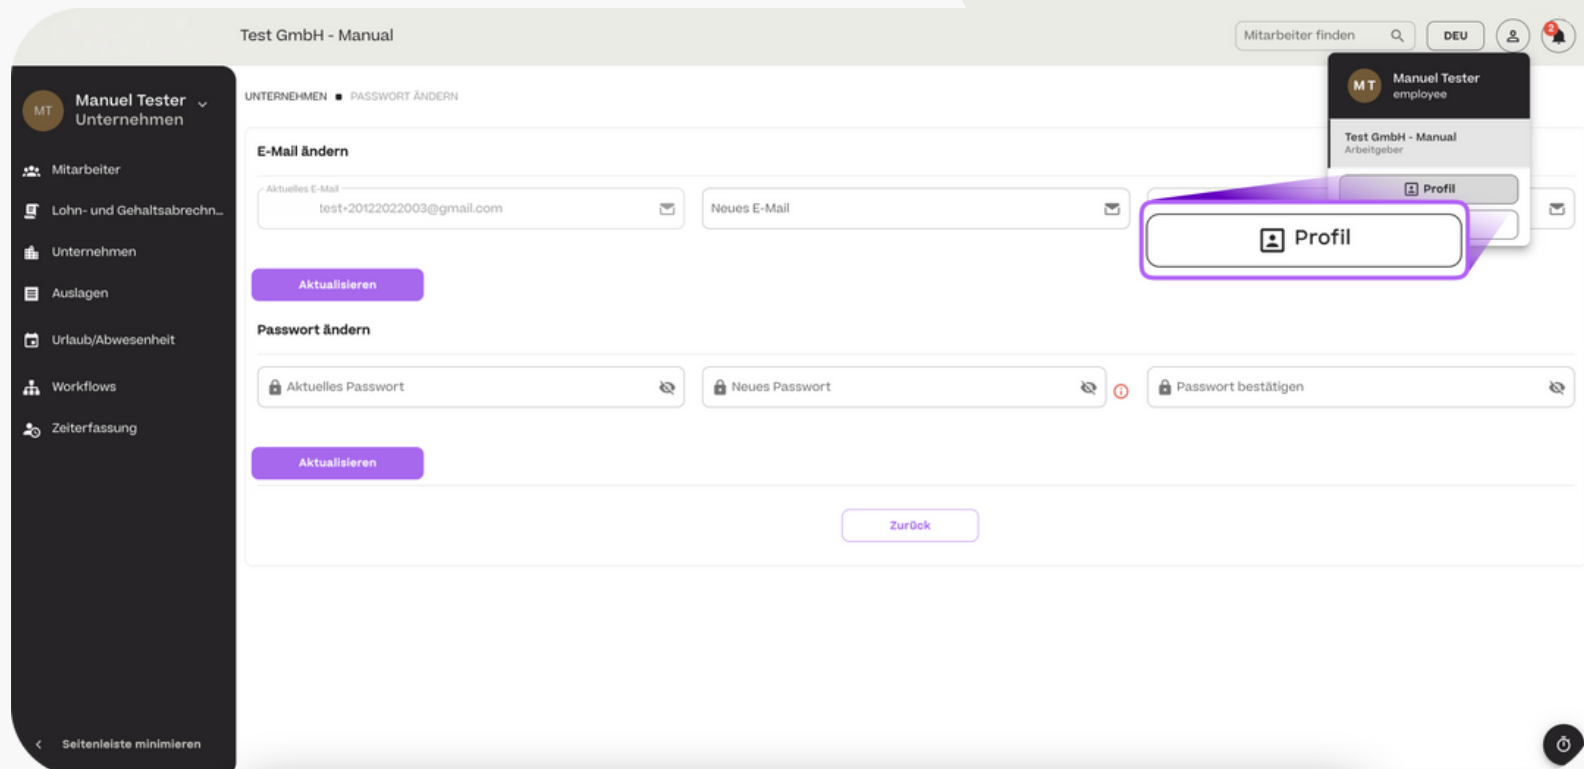 Test GmbH - Manual
Mitarbeiter finden
DEU
2
MT
Manuel Tester
Unternehmen
Mitarbeiter
Lohn- und Gehaltsabrechn...
Unternehmen
Auslagen
Urlaub/Abwesenheit
Workflows
Zeiterfassung
Seitenleiste minimieren
UNTERNEHMEN ■ PASSWORT ÄNDERN
E-Mail ändern
Aktuelles E-Mail
test+20122022003@gmail.com
Neues E-Mail
Aktualisieren
Passwort ändern
Aktuelles Passwort
Neues Passwort
Passwort bestätigen
Aktualisieren
Zurück
MT
Manuel Tester
employee
Test GmbH - Manual
Arbeitgeber
Profil
Profil